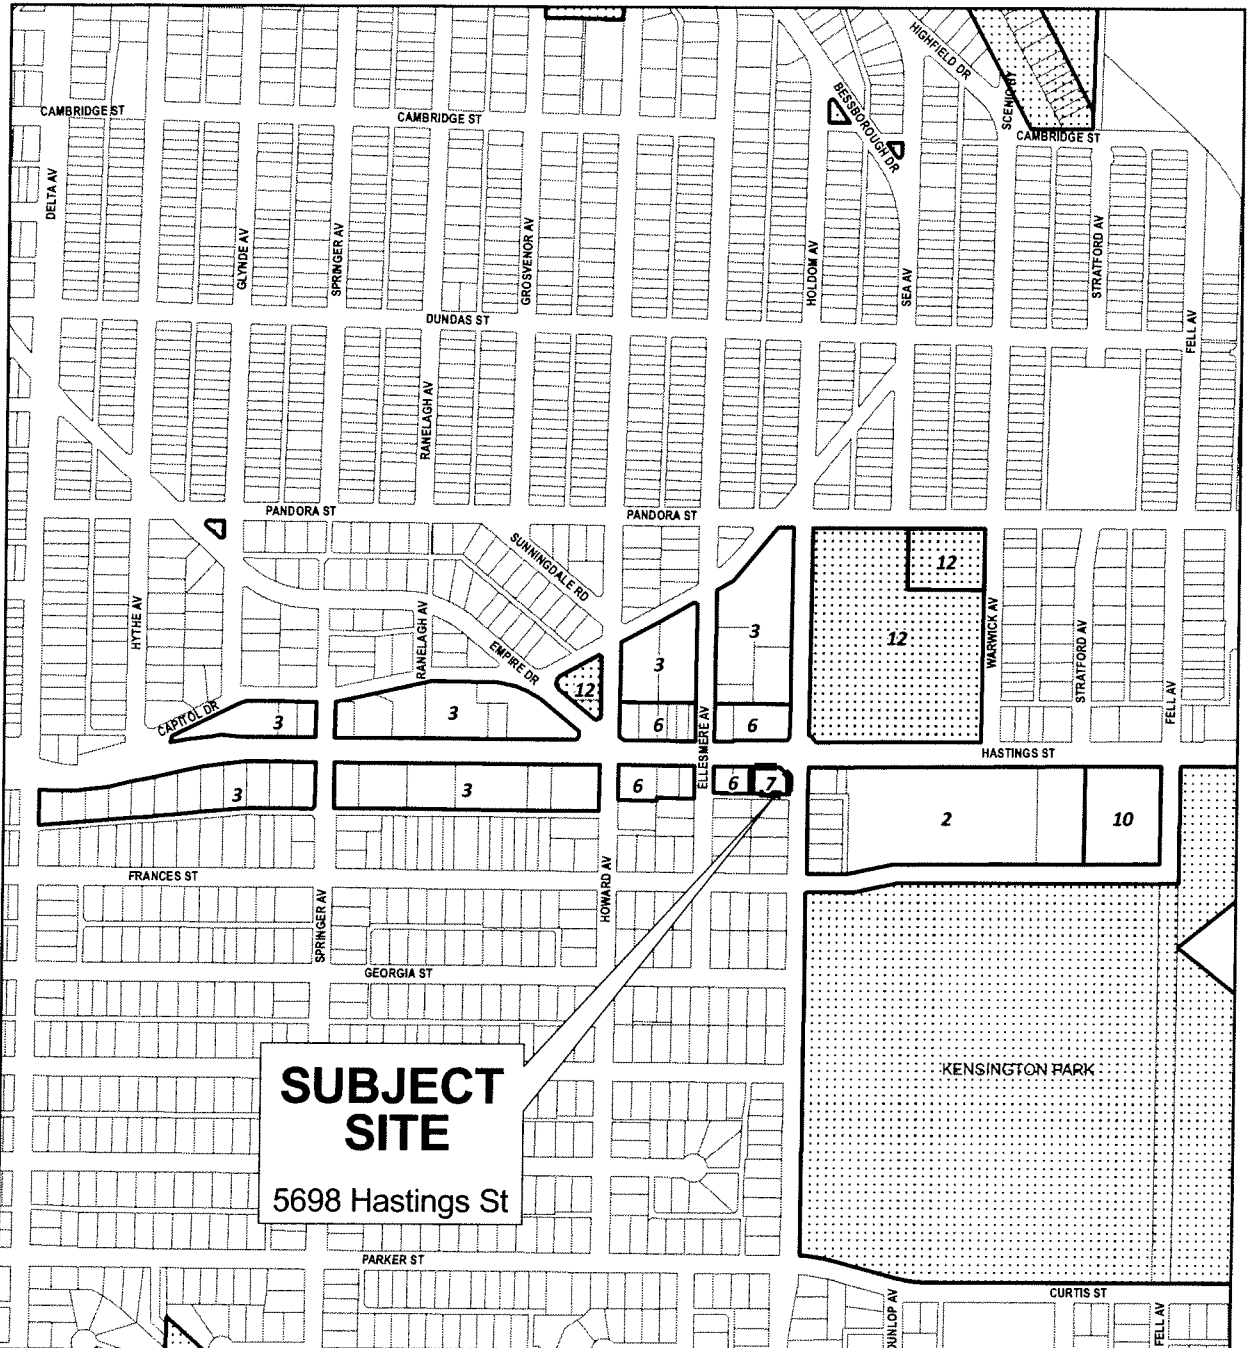 HIGHFIELD DR
SCENIC HY
BESSBOROUGH DR
CAMBRIDGE ST
CAMBRIDGE ST
CAMBRIDGE ST
DELTA AV
GLYNDE AV
SPRINGER AV
GROSVENOR AV
HOLDOM AV
SEA AV
STRATFORD AV
FELL AV
DUNDAS ST
RANELAGH AV
PANDORA ST
PANDORA ST
SUNNINGDALE RD
HYTHE AV
RANELAGH AV
EMPIRE DR
CAPITOL DR
12
12
12
WARWICK AV
STRATFORD AV
FELL AV
3
3
3
3
6
6
ELLESMERE AV
HASTINGS ST
3
3
6
6
7
2
10
FRANCES ST
SPRINGER AV
HOWARD AV
GEORGIA ST
SUBJECT
SITE
5698 Hastings St
KENSINGTON PARK
PARKER ST
CURTIS ST
DUNLOP AV
FELL AV